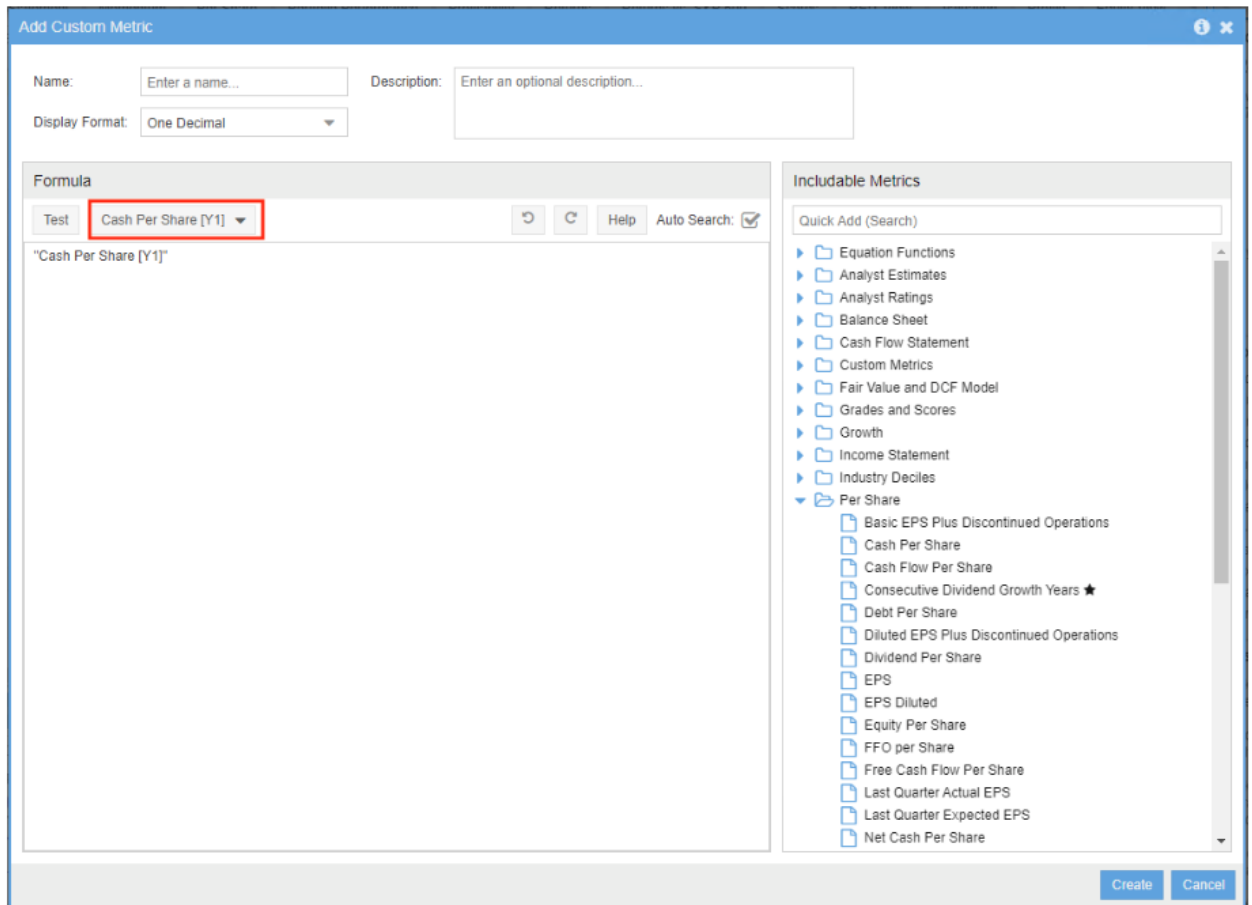 Add Custom Metric
Name: Enter a name... Description: Enter an optional description...
Display Format: One Decimal
Formula
Test Cash Per Share [Y1] Help Auto Search:
"Cash Per Share [Y1]"
Includable Metrics
Quick Add (Search)
Equation Functions
Analyst Estimates
Analyst Ratings
Balance Sheet
Cash Flow Statement
Custom Metrics
Fair Value and DCF Model
Grades and Scores
Growth
Income Statement
Industry Deciles
Per Share
Basic EPS Plus Discontinued Operations
Cash Per Share
Cash Flow Per Share
Consecutive Dividend Growth Years ★
Debt Per Share
Diluted EPS Plus Discontinued Operations
Dividend Per Share
EPS
EPS Diluted
Equity Per Share
FFO per Share
Free Cash Flow Per Share
Last Quarter Actual EPS
Last Quarter Expected EPS
Net Cash Per Share
Create Cancel